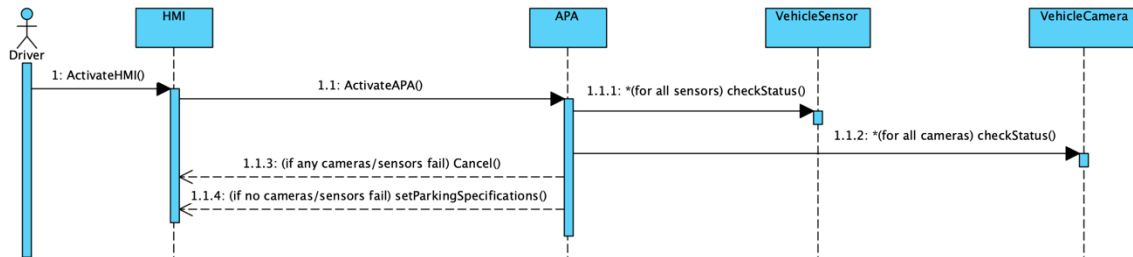 HMI
APA
VehicleSensor
VehicleCamera
Driver
1: ActivateHMI()
1.1: ActivateAPA()
1.1.1: *(for all sensors) checkStatus()
1.1.2: *(for all cameras) checkStatus()
1.1.3: (if any cameras/sensors fail) Cancel()
1.1.4: (if no cameras/sensors fail) setParkingSpecifications()